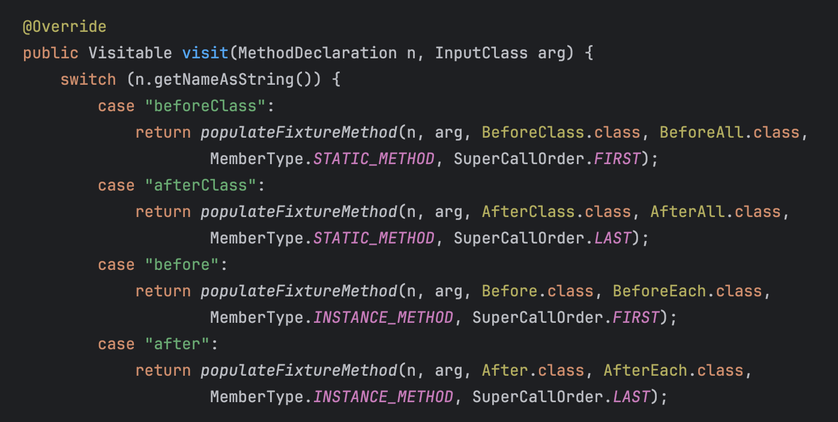 @Override
public Visitable visit(MethodDeclaration n, InputClass arg) {
    switch (n.getNameAsString()) {
        case "beforeClass":
            return populateFixtureMethod(n, arg, BeforeClass.class, BeforeAll.class,
                    MemberType.STATIC_METHOD, SuperCallOrder.FIRST);
        case "afterClass":
            return populateFixtureMethod(n, arg, AfterClass.class, AfterAll.class,
                    MemberType.STATIC_METHOD, SuperCallOrder.LAST);
        case "before":
            return populateFixtureMethod(n, arg, Before.class, BeforeEach.class,
                    MemberType.INSTANCE_METHOD, SuperCallOrder.FIRST);
        case "after":
            return populateFixtureMethod(n, arg, After.class, AfterEach.class,
                    MemberType.INSTANCE_METHOD, SuperCallOrder.LAST);